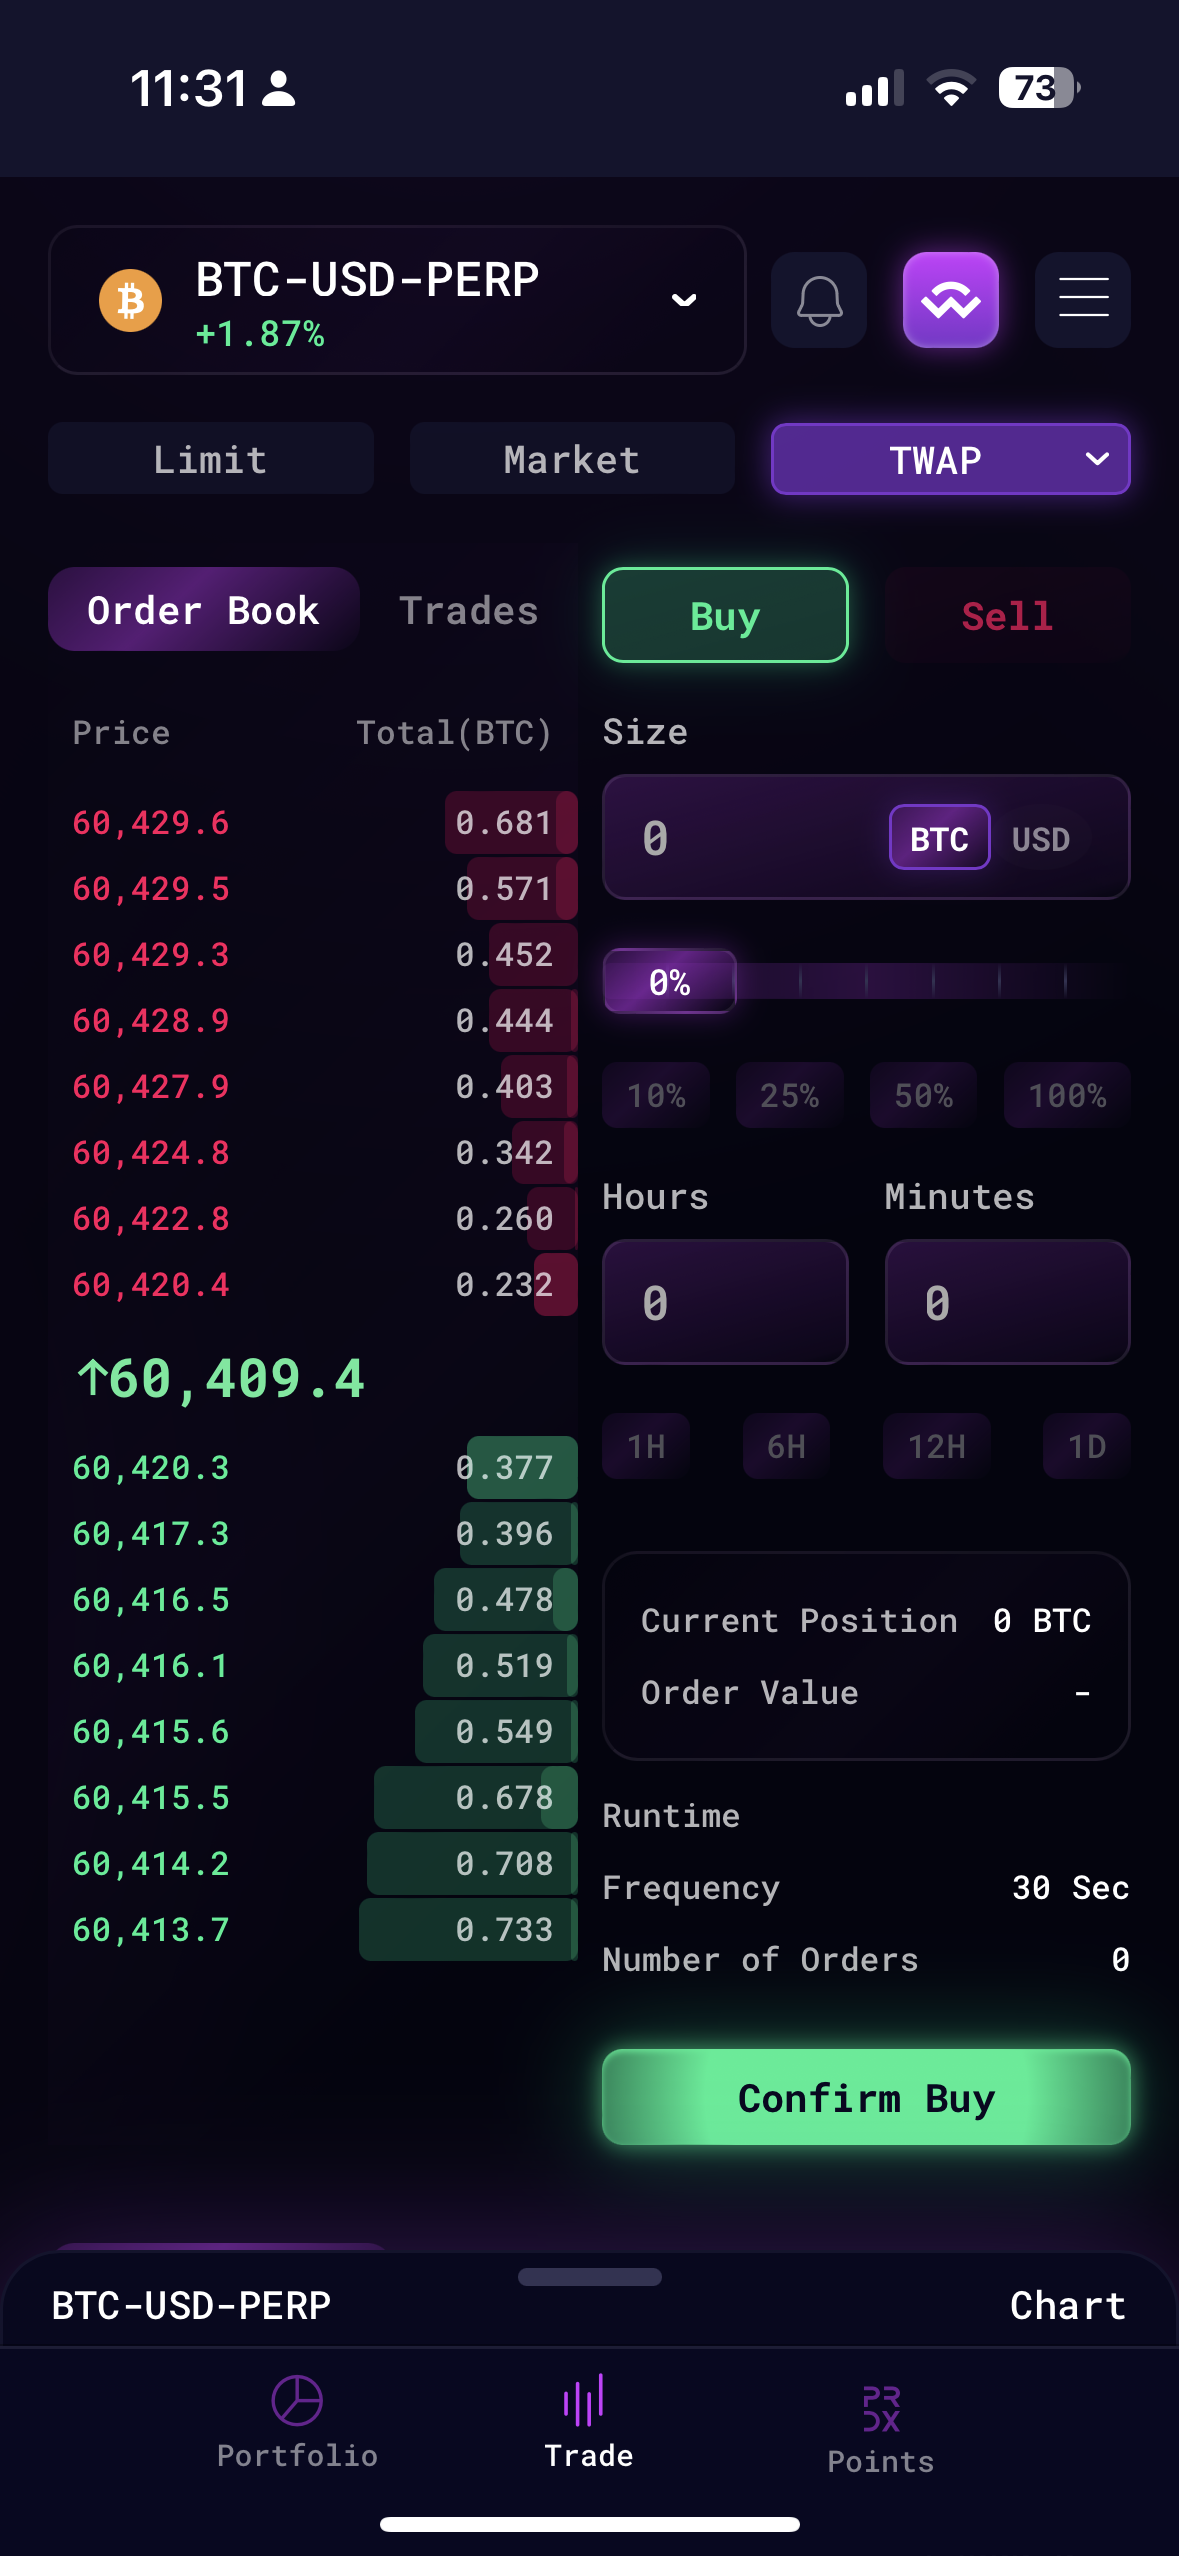 11:31
73
BTC-USD-PERP
+1.87%
Limit
Market
TWAP
Order Book
Trades
Buy
Sell
Price
Total(BTC)
60,429.6 0.681
60,429.5 0.571
60,429.3 0.452
60,428.9 0.444
60,427.9 0.403
60,424.8 0.342
60,422.8 0.260
60,420.4 0.232
↑60,409.4
60,420.3 0.377
60,417.3 0.396
60,416.5 0.478
60,416.1 0.519
60,415.6 0.549
60,415.5 0.678
60,414.2 0.708
60,413.7 0.733
Size
0
BTC
USD
0%
10%
25%
50%
100%
Hours
Minutes
0
0
1H
6H
12H
1D
Current Position 0 BTC
Order Value -
Runtime
Frequency 30 Sec
Number of Orders 0
Confirm Buy
BTC-USD-PERP
Chart
Portfolio
Trade
PR
DX
Points